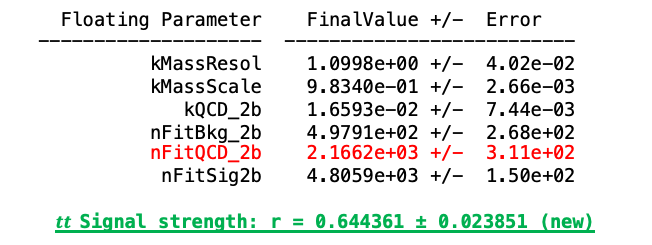 Floating Parameter FinalValue +/- Error
-------------------- --------------------------
kMassResol 1.0998e+00 +/- 4.02e-02
kMassScale 9.8340e-01 +/- 2.66e-03
kQCD_2b 1.6593e-02 +/- 7.44e-03
nFitBkg_2b 4.9791e+02 +/- 2.68e+02
nFitQCD_2b 2.1662e+03 +/- 3.11e+02
nFitSig2b 4.8059e+03 +/- 1.50e+02
tt Signal strength: r = 0.644361 ± 0.023851 (new)